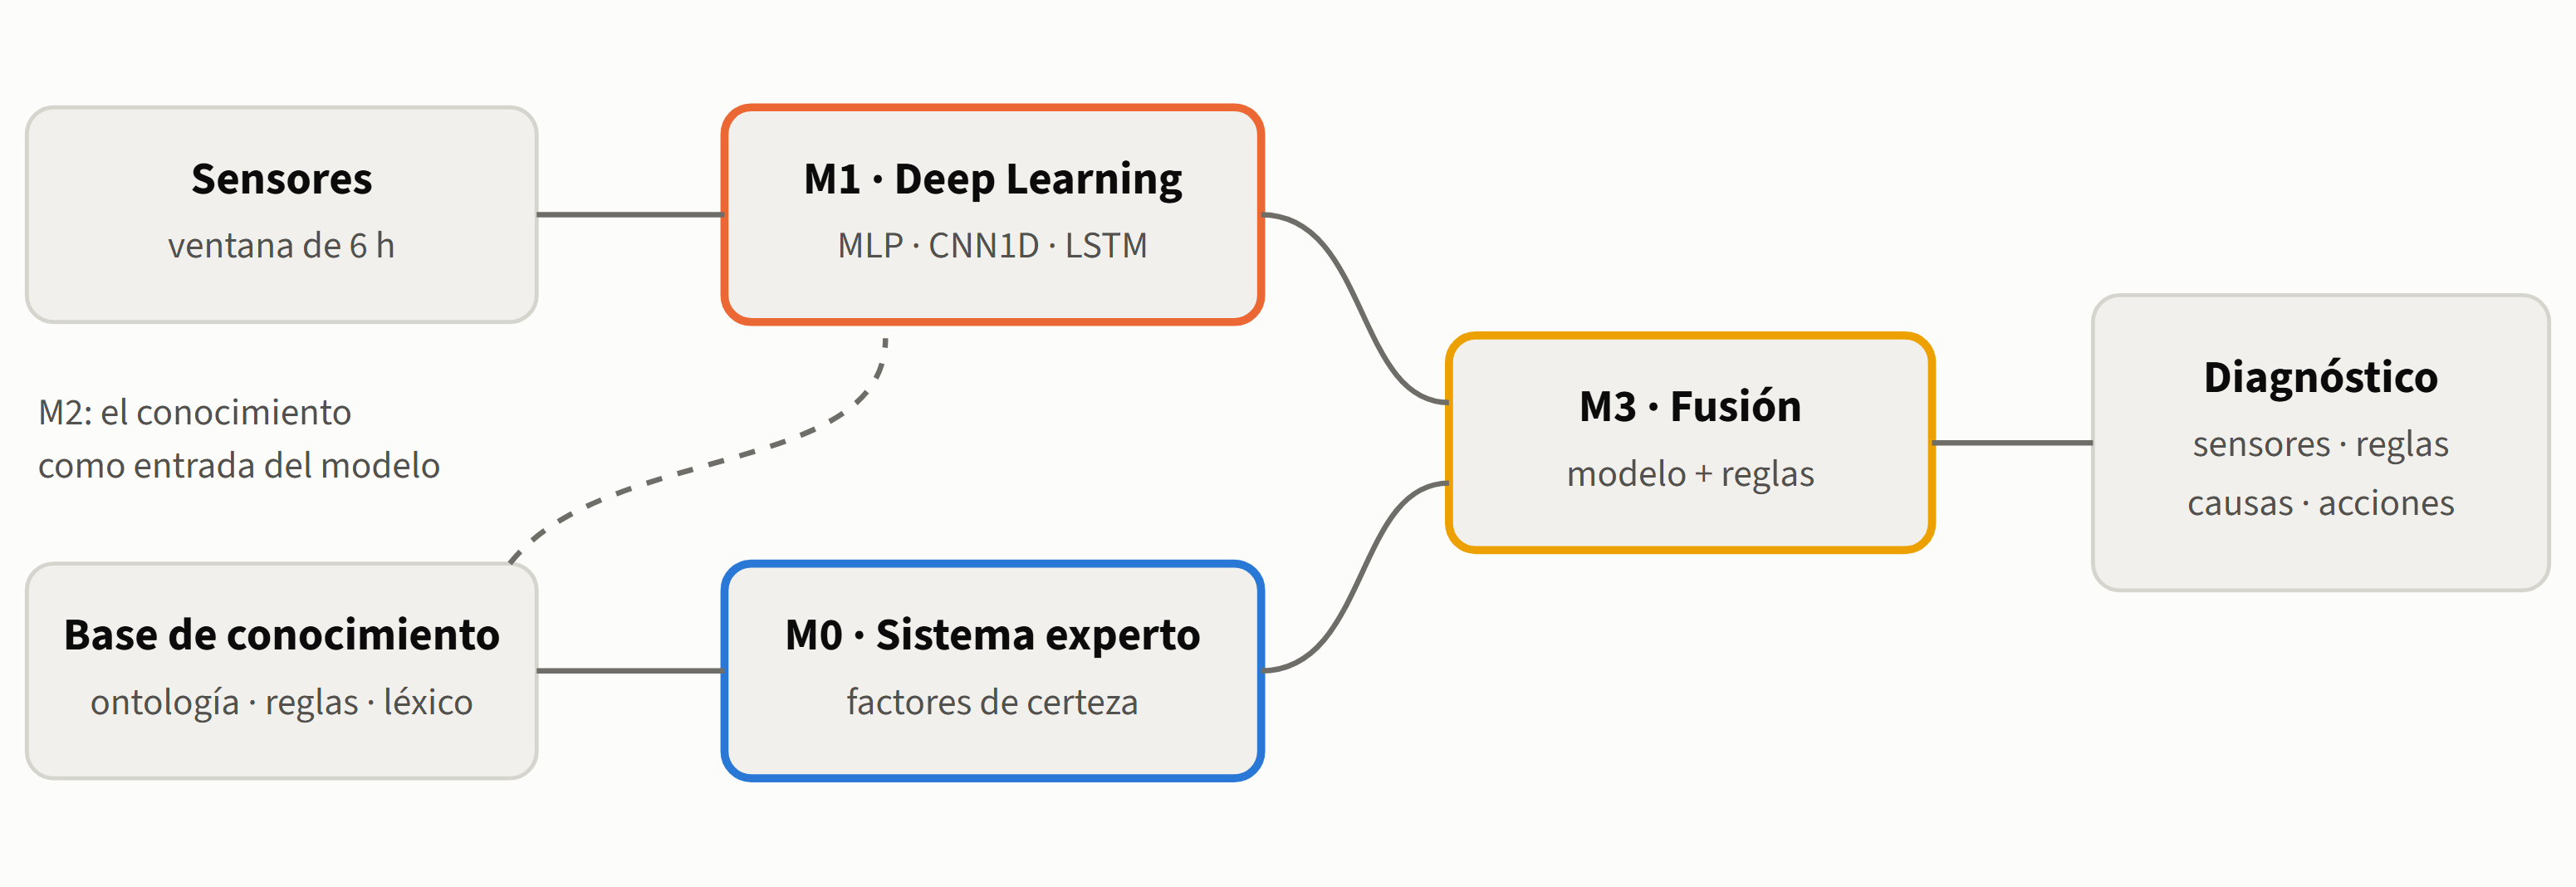 Sensores
ventana de 6 h
M1 · Deep Learning
MLP · CNN1D · LSTM
M2: el conocimiento
como entrada del modelo
Base de conocimiento
ontología · reglas · léxico
M0 · Sistema experto
factores de certeza
M3 · Fusión
modelo + reglas
Diagnóstico
sensores · reglas
causas · acciones